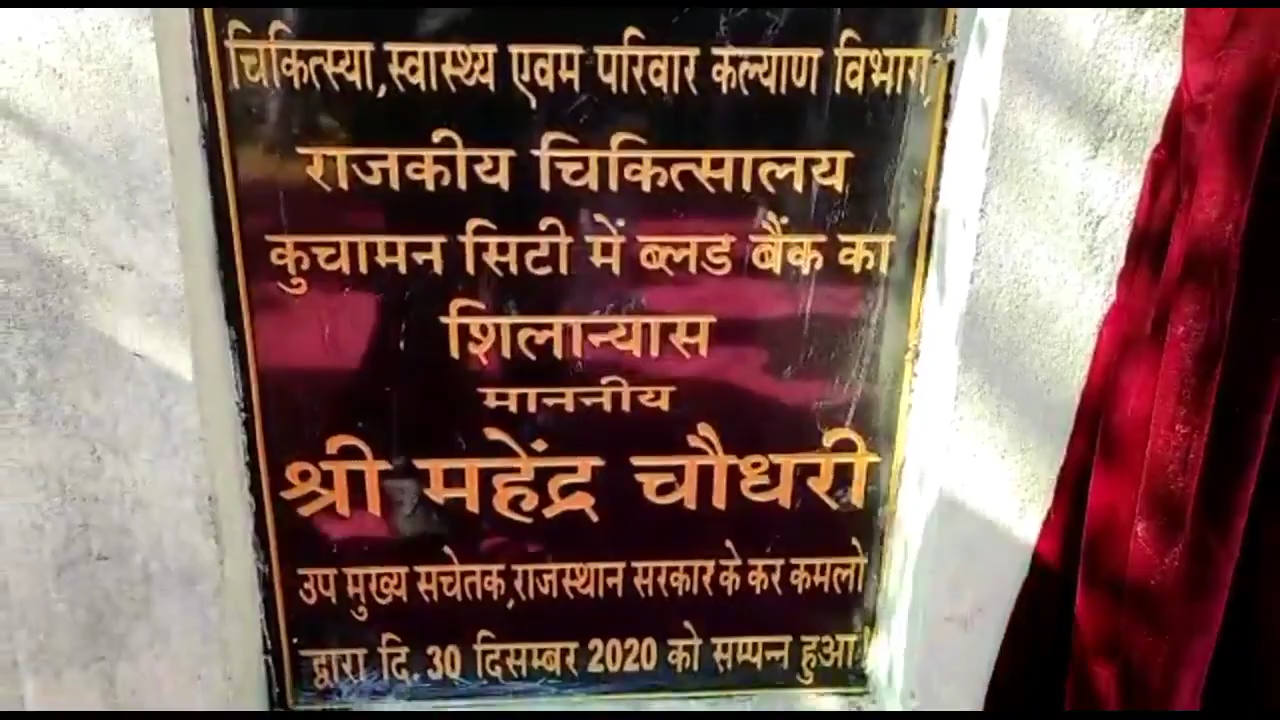 चिकित्स्या,स्वास्थ्य एवम परिवार कल्याण विभाग,
राजकीय चिकित्सालय
कुचामन सिटी में ब्लड बैंक का
शिलान्यास
माननीय
श्री महेंद्र चौधरी
उप मुख्य सचेतक,राजस्थान सरकार के कर कमलो
द्वारा दि. 30 दिसम्बर 2020 को सम्पन्न हुआ।